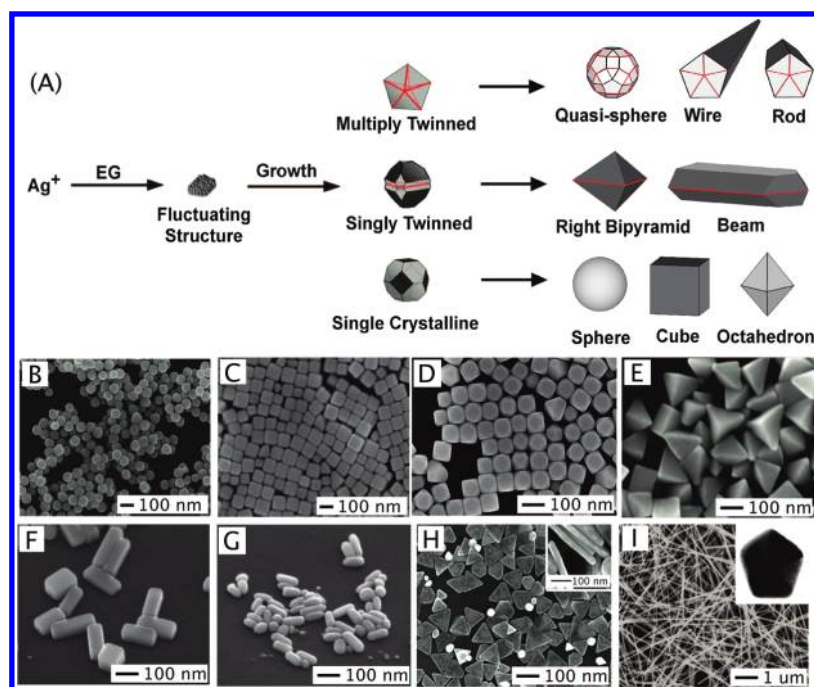 (A)
Multiply Twinned
Quasi-sphere
Wire
Rod
Ag+
EG
Growth
Fluctuating
Structure
Singly Twinned
Right Bipyramid
Beam
Single Crystalline
Sphere
Cube
Octahedron
B
100 nm
C
100 nm
D
100 nm
E
100 nm
F
100 nm
G
100 nm
H
100 nm
100 nm
I
1 um